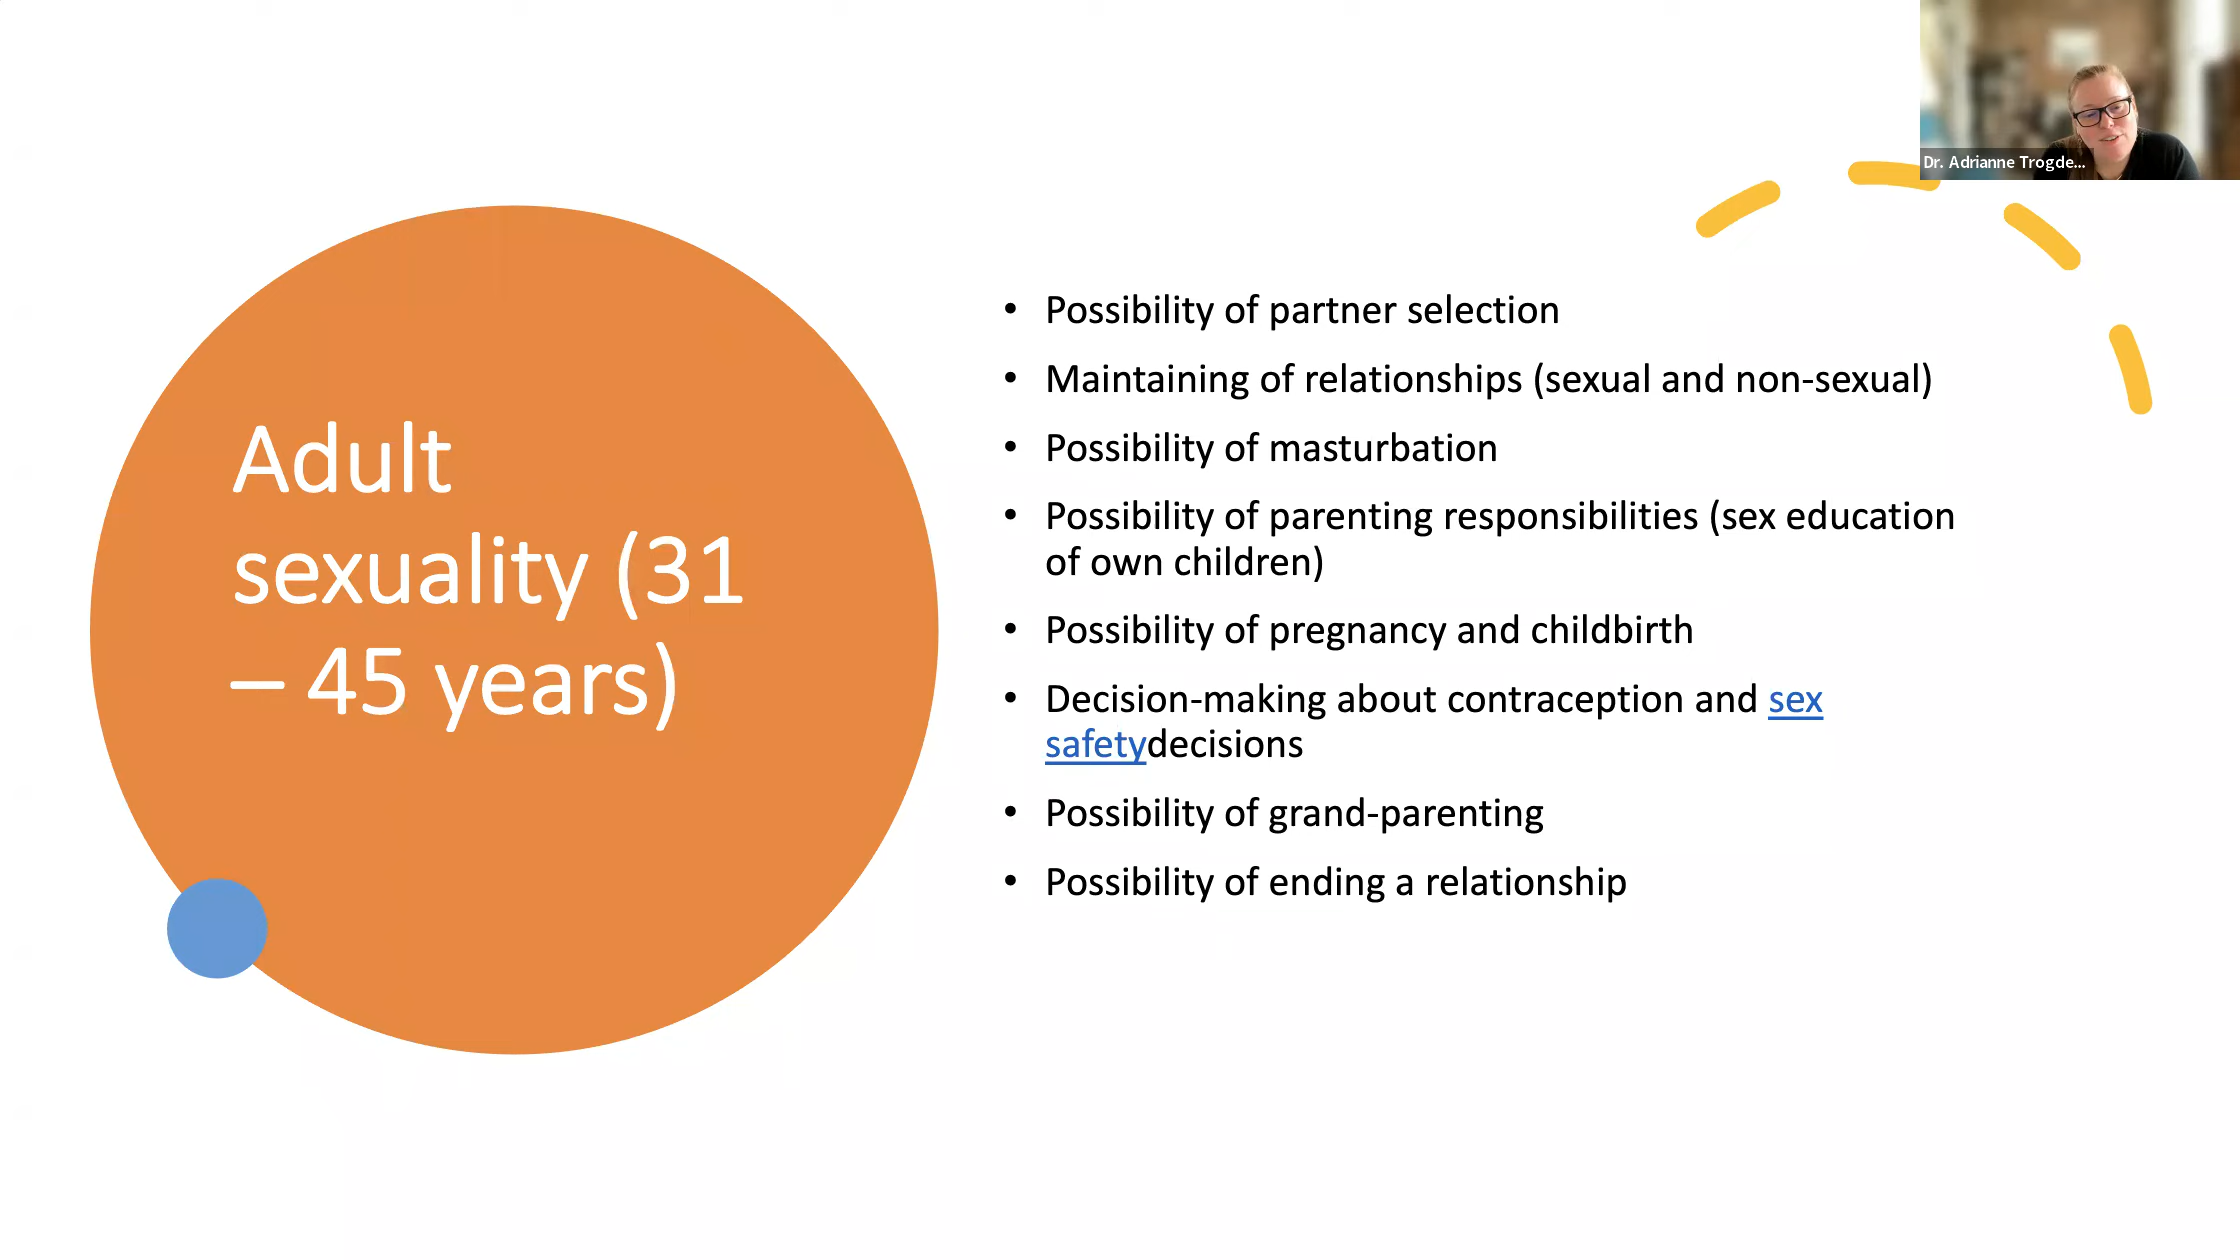 Dr. Adrianne Trogde...
Adult
sexuality (31
– 45 years)
• Possibility of partner selection
• Maintaining of relationships (sexual and non-sexual)
• Possibility of masturbation
• Possibility of parenting responsibilities (sex education
of own children)
• Possibility of pregnancy and childbirth
• Decision-making about contraception and sex
safetydecisions
• Possibility of grand-parenting
• Possibility of ending a relationship